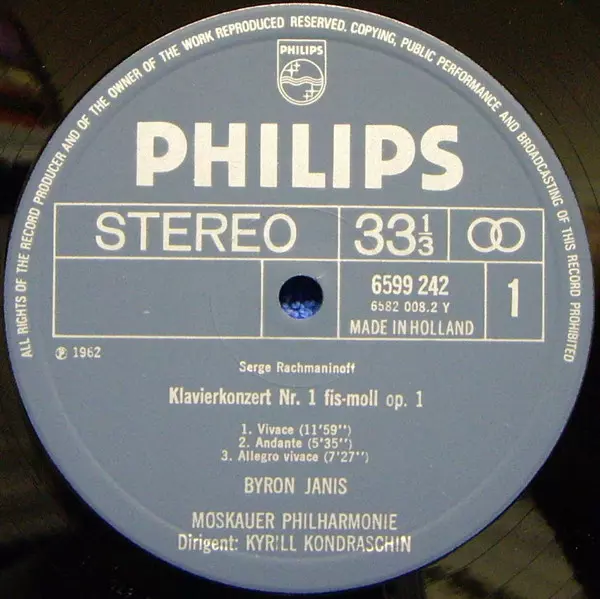 ALL RIGHTS OF THE RECORD PRODUCER AND OF THE OWNER OF THE WORK REPRODUCED RESERVED. COPYING, PUBLIC PERFORMANCE AND BROADCASTING OF THIS RECORD PROHIBITED
PHILIPS
PHILIPS
STEREO
33 1/3
6599 242
6582 008.2 Y
MADE IN HOLLAND
1
℗ 1962
Serge Rachmaninoff
Klavierkonzert Nr. 1 fis-moll op. 1
1. Vivace (11'59'')
2. Andante (5'35'')
3. Allegro vivace (7'27'')
BYRON JANIS
MOSKAUER PHILHARMONIE
Dirigent: KYRILL KONDRASCHIN